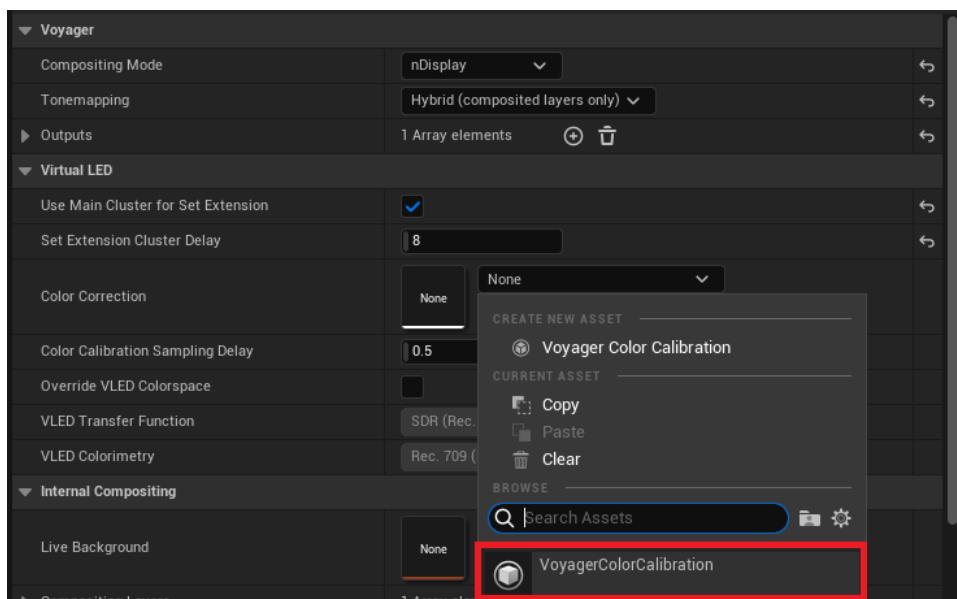 Voyager
Compositing Mode nDisplay
Tonemapping Hybrid (composited layers only)
Outputs 1 Array elements
Virtual LED
Use Main Cluster for Set Extension
Set Extension Cluster Delay 8
Color Correction None None
CREATE NEW ASSET
Voyager Color Calibration
CURRENT ASSET
Copy
Color Calibration Sampling Delay 0.5
Override VLED Colorspace
VLED Transfer Function SDR (Rec.
Paste
VLED Colorimetry Rec. 709 (
Clear
BROWSE
Internal Compositing
Search Assets
Live Background None
VoyagerColorCalibration